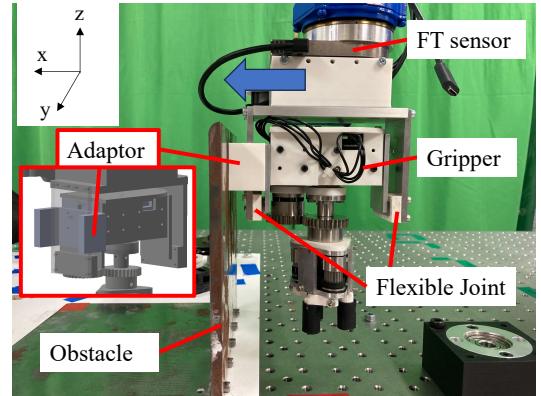 z
x
y
FT sensor
Adaptor
Gripper
Flexible Joint
Obstacle